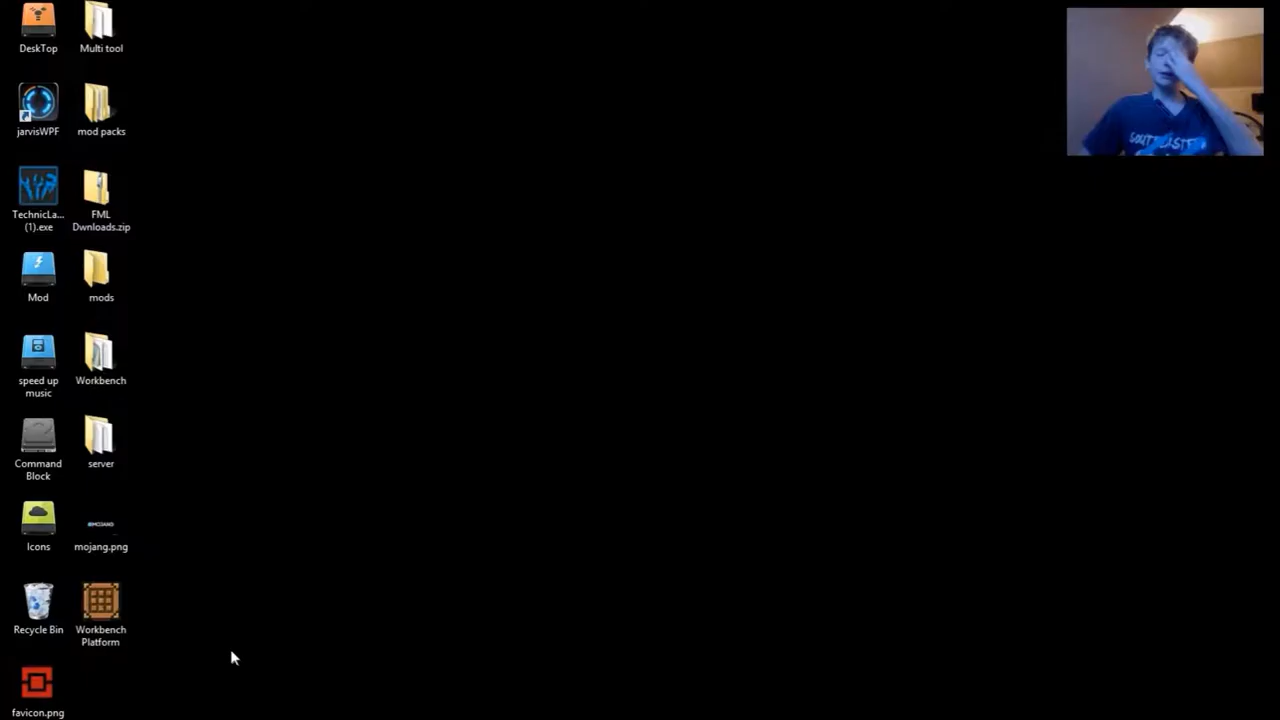 DeskTop
Multi tool
jarvisWPF
mod packs
TechnicLa...
(1).exe
FML
Dwnloads.zip
Mod
mods
speed up
music
Workbench
Command
Block
server
Icons
MOJANG
mojang.png
Recycle Bin
Workbench
Platform
favicon.png